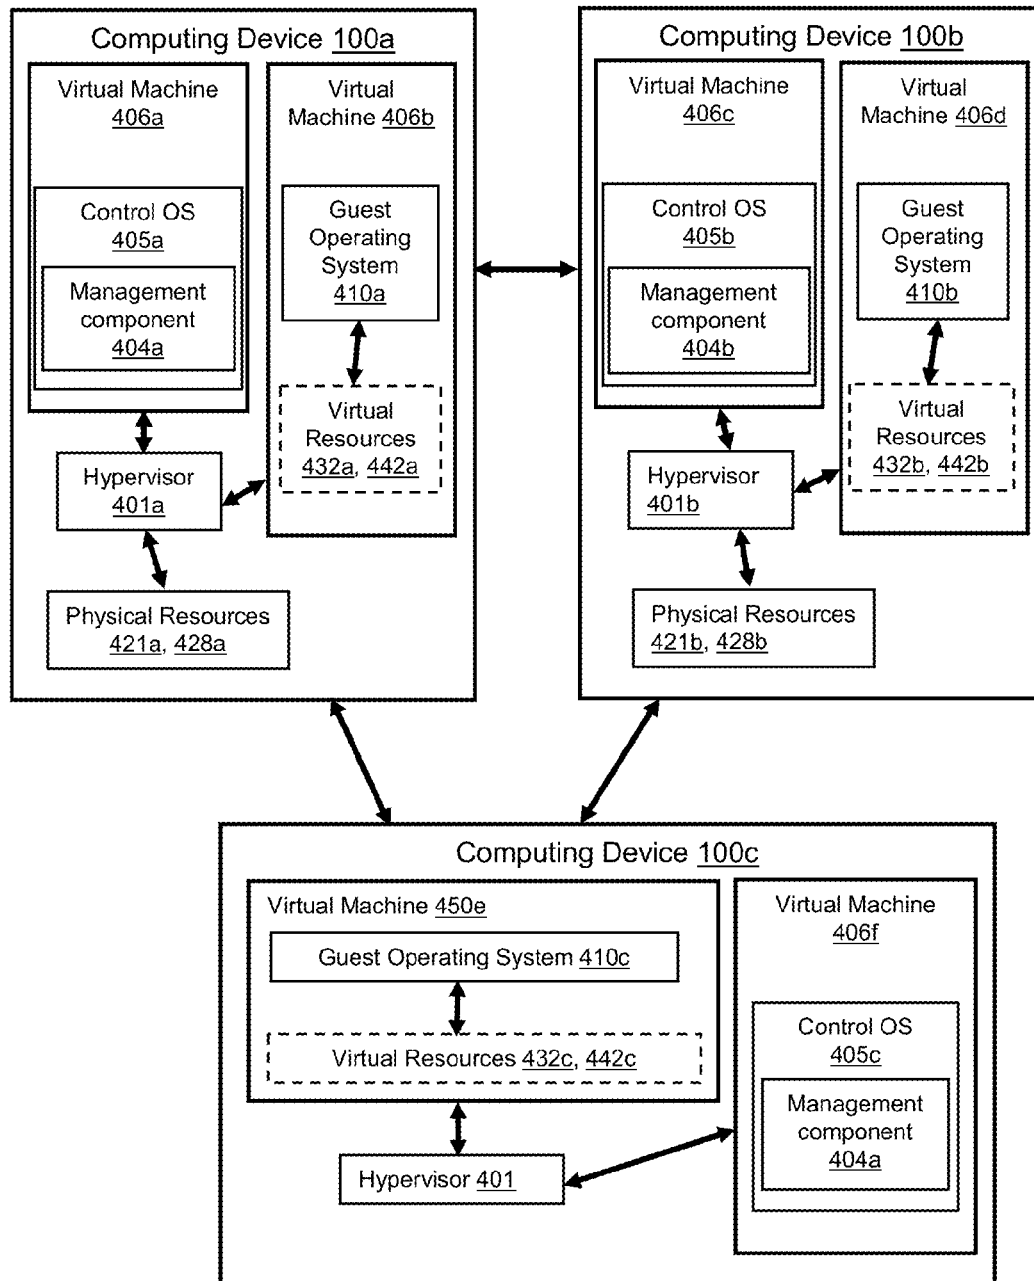 Computing Device 100a
Virtual Machine
406a
Control OS
405a
Management
component
404a
Virtual
Machine 406b
Guest
Operating
System
410a
Virtual
Resources
432a, 442a
Hypervisor
401a
Physical Resources
421a, 428a
Computing Device 100b
Virtual Machine
406c
Control OS
405b
Management
component
404b
Virtual
Machine 406d
Guest
Operating
System
410b
Virtual
Resources
432b, 442b
Hypervisor
401b
Physical Resources
421b, 428b
Computing Device 100c
Virtual Machine 450e
Guest Operating System 410c
Virtual Resources 432c, 442c
Hypervisor 401
Virtual Machine
406f
Control OS
405c
Management
component
404a